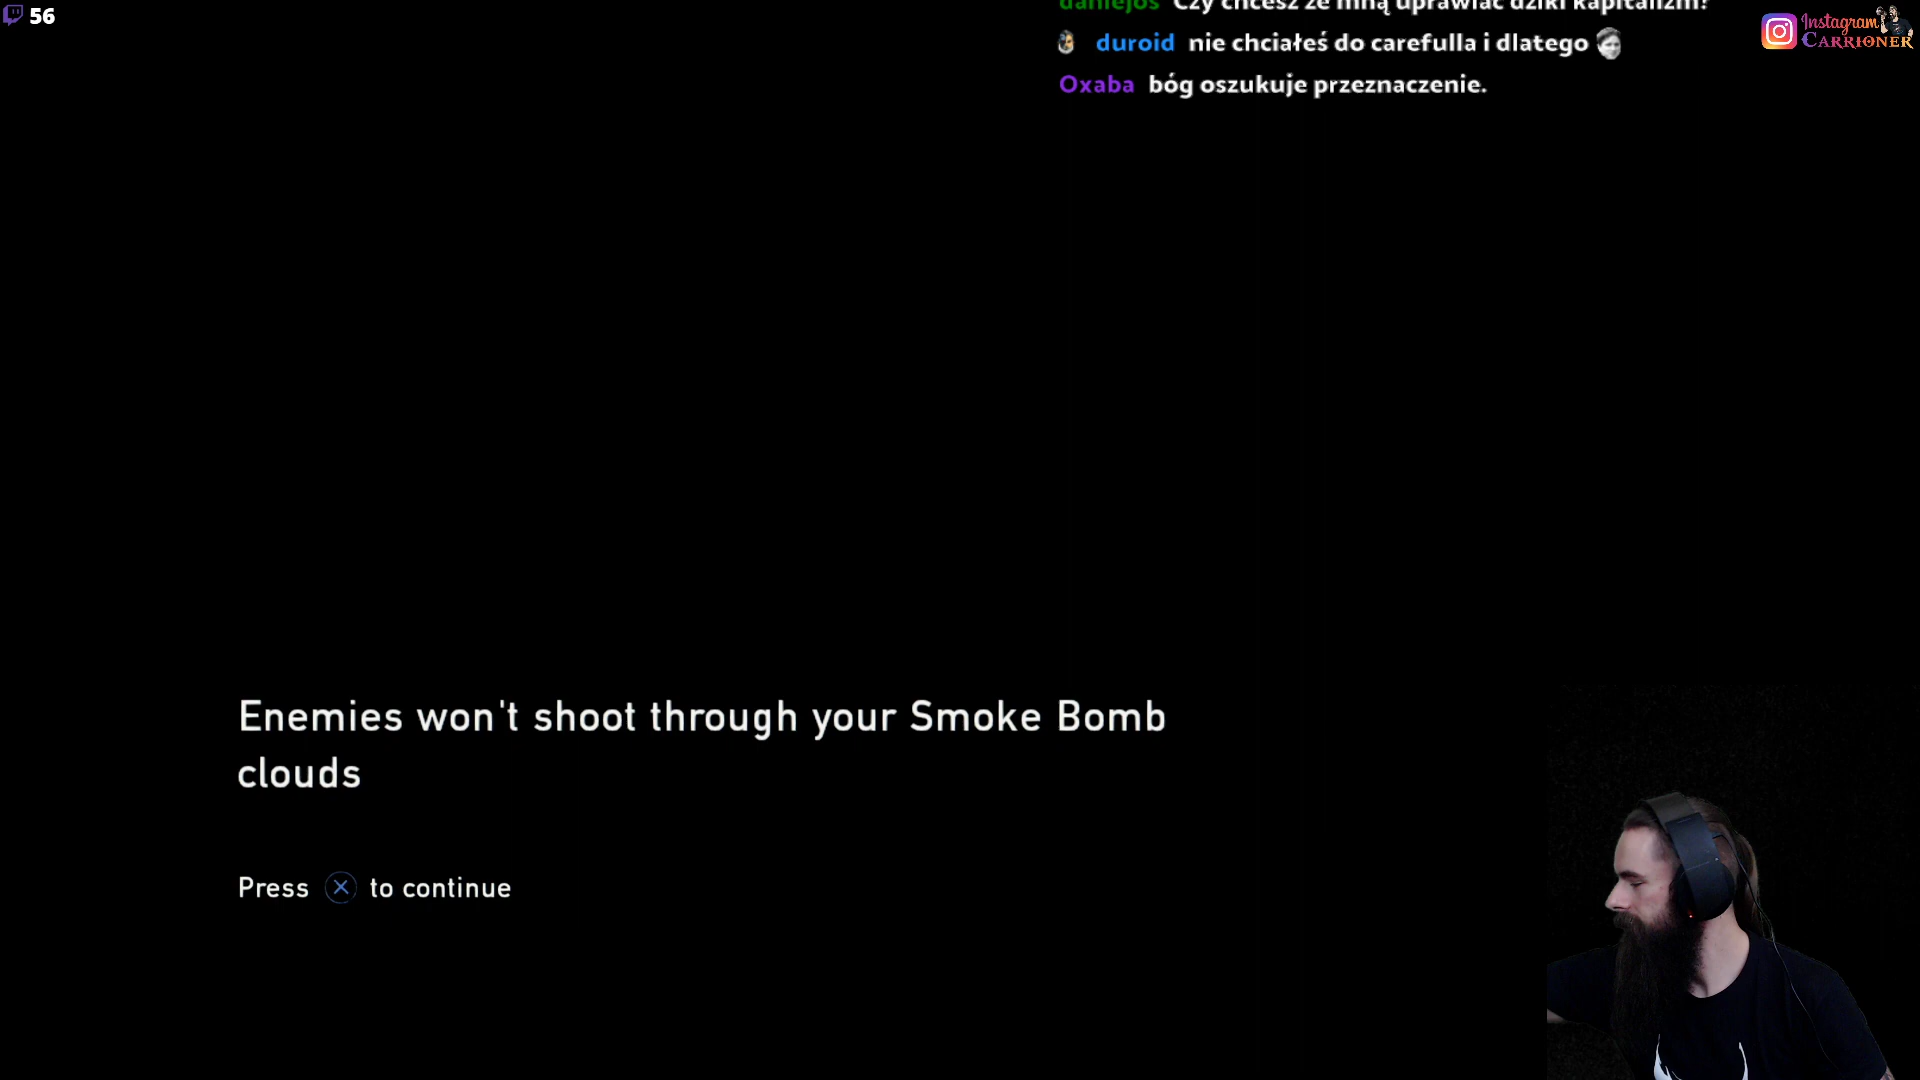 56
daniejos Czy chcesz ze mną uprawiać dziki kapitalizm?
Instagram
CARRIONER
duroid nie chciałeś do carefulla i dlatego
Oxaba bóg oszukuje przeznaczenie.
Enemies won't shoot through your Smoke Bomb
clouds
Press to continue